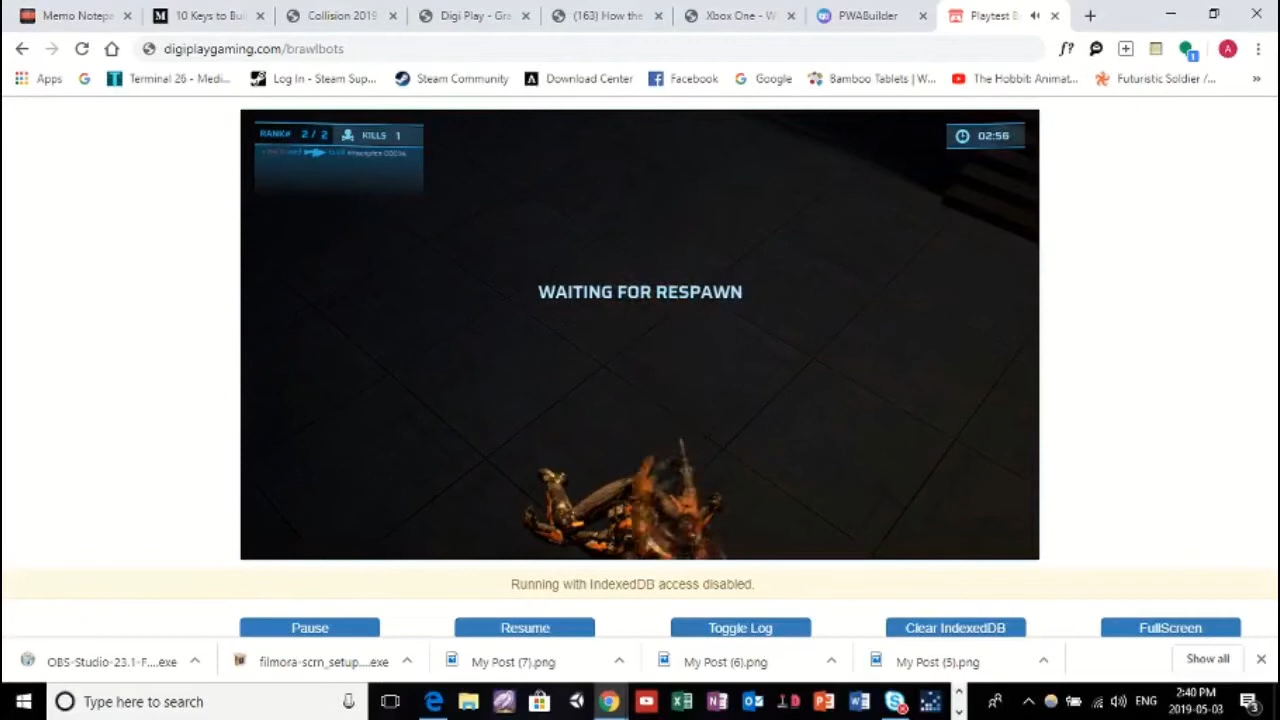 Memo Notepa
10 Keys to Bui
Collision 2019
Digi Play - Gra
(163) How the
Xbox One - W
PWABuilder
Playtest B
digiplaygaming.com/brawlbots
Apps
Terminal 26 - Medi...
Log In - Steam Sup...
Steam Community
Download Center
Facebook
Google
Bamboo Tablets | W...
The Hobbit: Animat...
Futuristic Soldier /...
RANK# 2 / 2 KILLS 1
02:56
WAITING FOR RESPAWN
Running with IndexedDB access disabled.
Pause
Resume
Toggle Log
Clear IndexedDB
FullScreen
OBS-Studio-23.1-F....exe
filmora-scrn_setup....exe
My Post (7).png
My Post (6).png
My Post (5).png
Show all
Type here to search
ENG
2:40 PM
2019-05-03